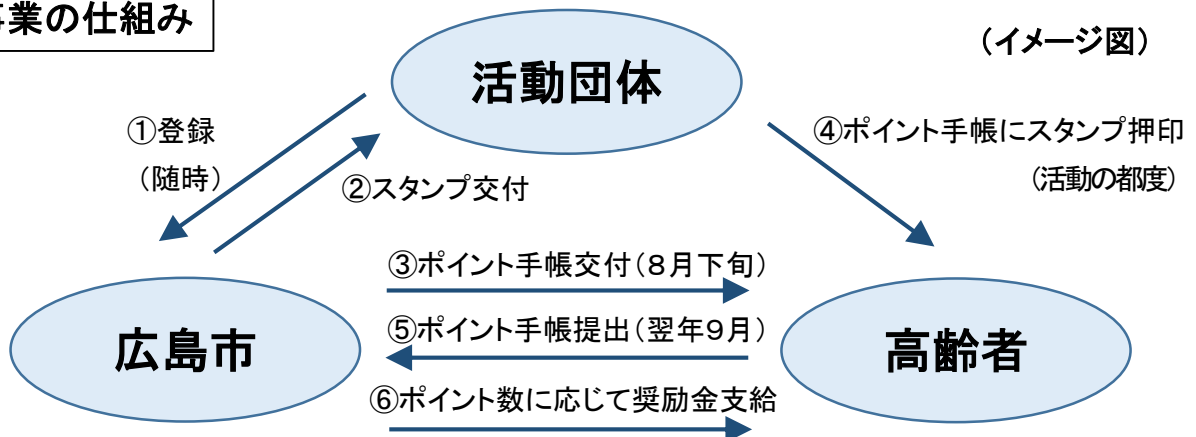 事業の仕組み
(イメージ図)
活動団体
①登録
(随時)
②スタンプ交付
④ポイント手帳にスタンプ押印
(活動の都度)
③ポイント手帳交付(8月下旬)
広島市
⑤ポイント手帳提出(翌年9月)
高齢者
⑥ポイント数に応じて奨励金支給